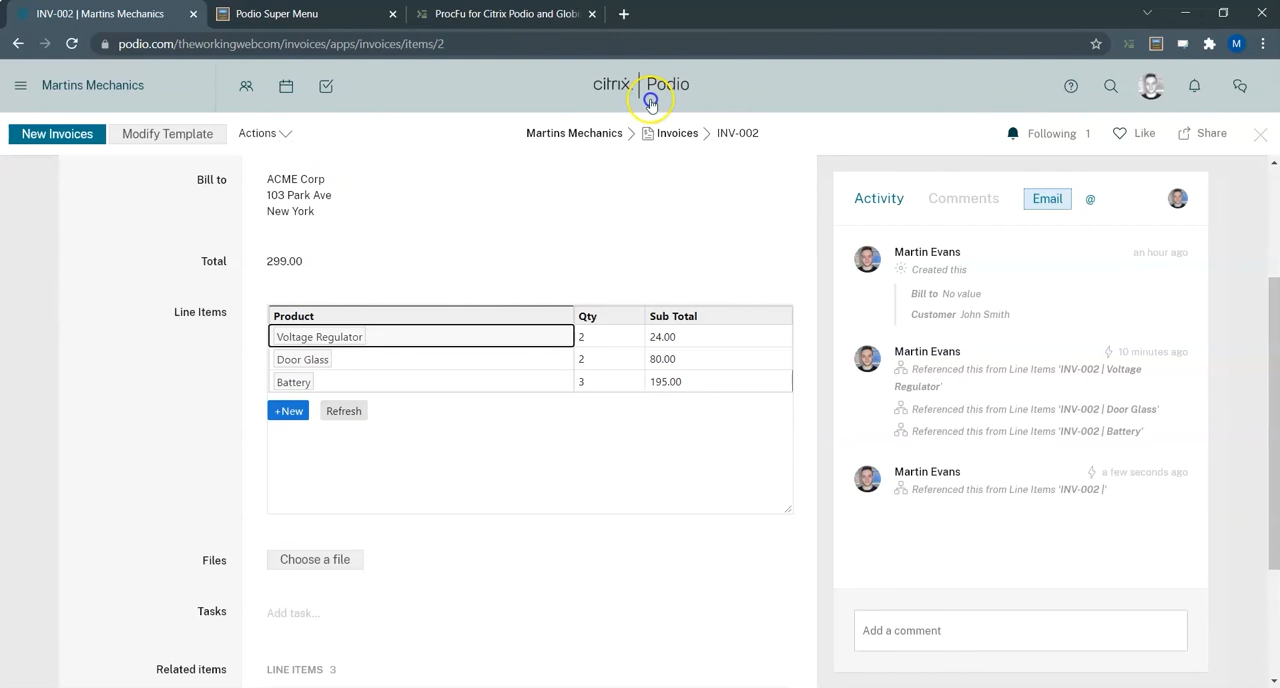 INV-002 | Martins Mechanics
Podio Super Menu
ProcFu for Citrix Podio and Glob
podio.com/theworkingwebcom/invoices/apps/invoices/items/2
M
Martins Mechanics
citrix | Podio
New Invoices
Modify Template
Actions
Martins Mechanics > Invoices > INV-002
Following 1
Like
Share
Bill to
ACME Corp
103 Park Ave
New York
Total
299.00
Line Items
Product Qty Sub Total
Voltage Regulator 2 24.00
Door Glass 2 80.00
Battery 3 195.00
+New
Refresh
Files
Choose a file
Tasks
Add task...
Related items
LINE ITEMS 3
Activity
Comments
Email
@
Martin Evans
an hour ago
Created this
Bill to No value
Customer John Smith
Martin Evans
10 minutes ago
Referenced this from Line Items 'INV-002 | Voltage
Regulator'
Referenced this from Line Items 'INV-002 | Door Glass'
Referenced this from Line Items 'INV-002 | Battery'
Martin Evans
a few seconds ago
Referenced this from Line Items 'INV-002 |'
Add a comment